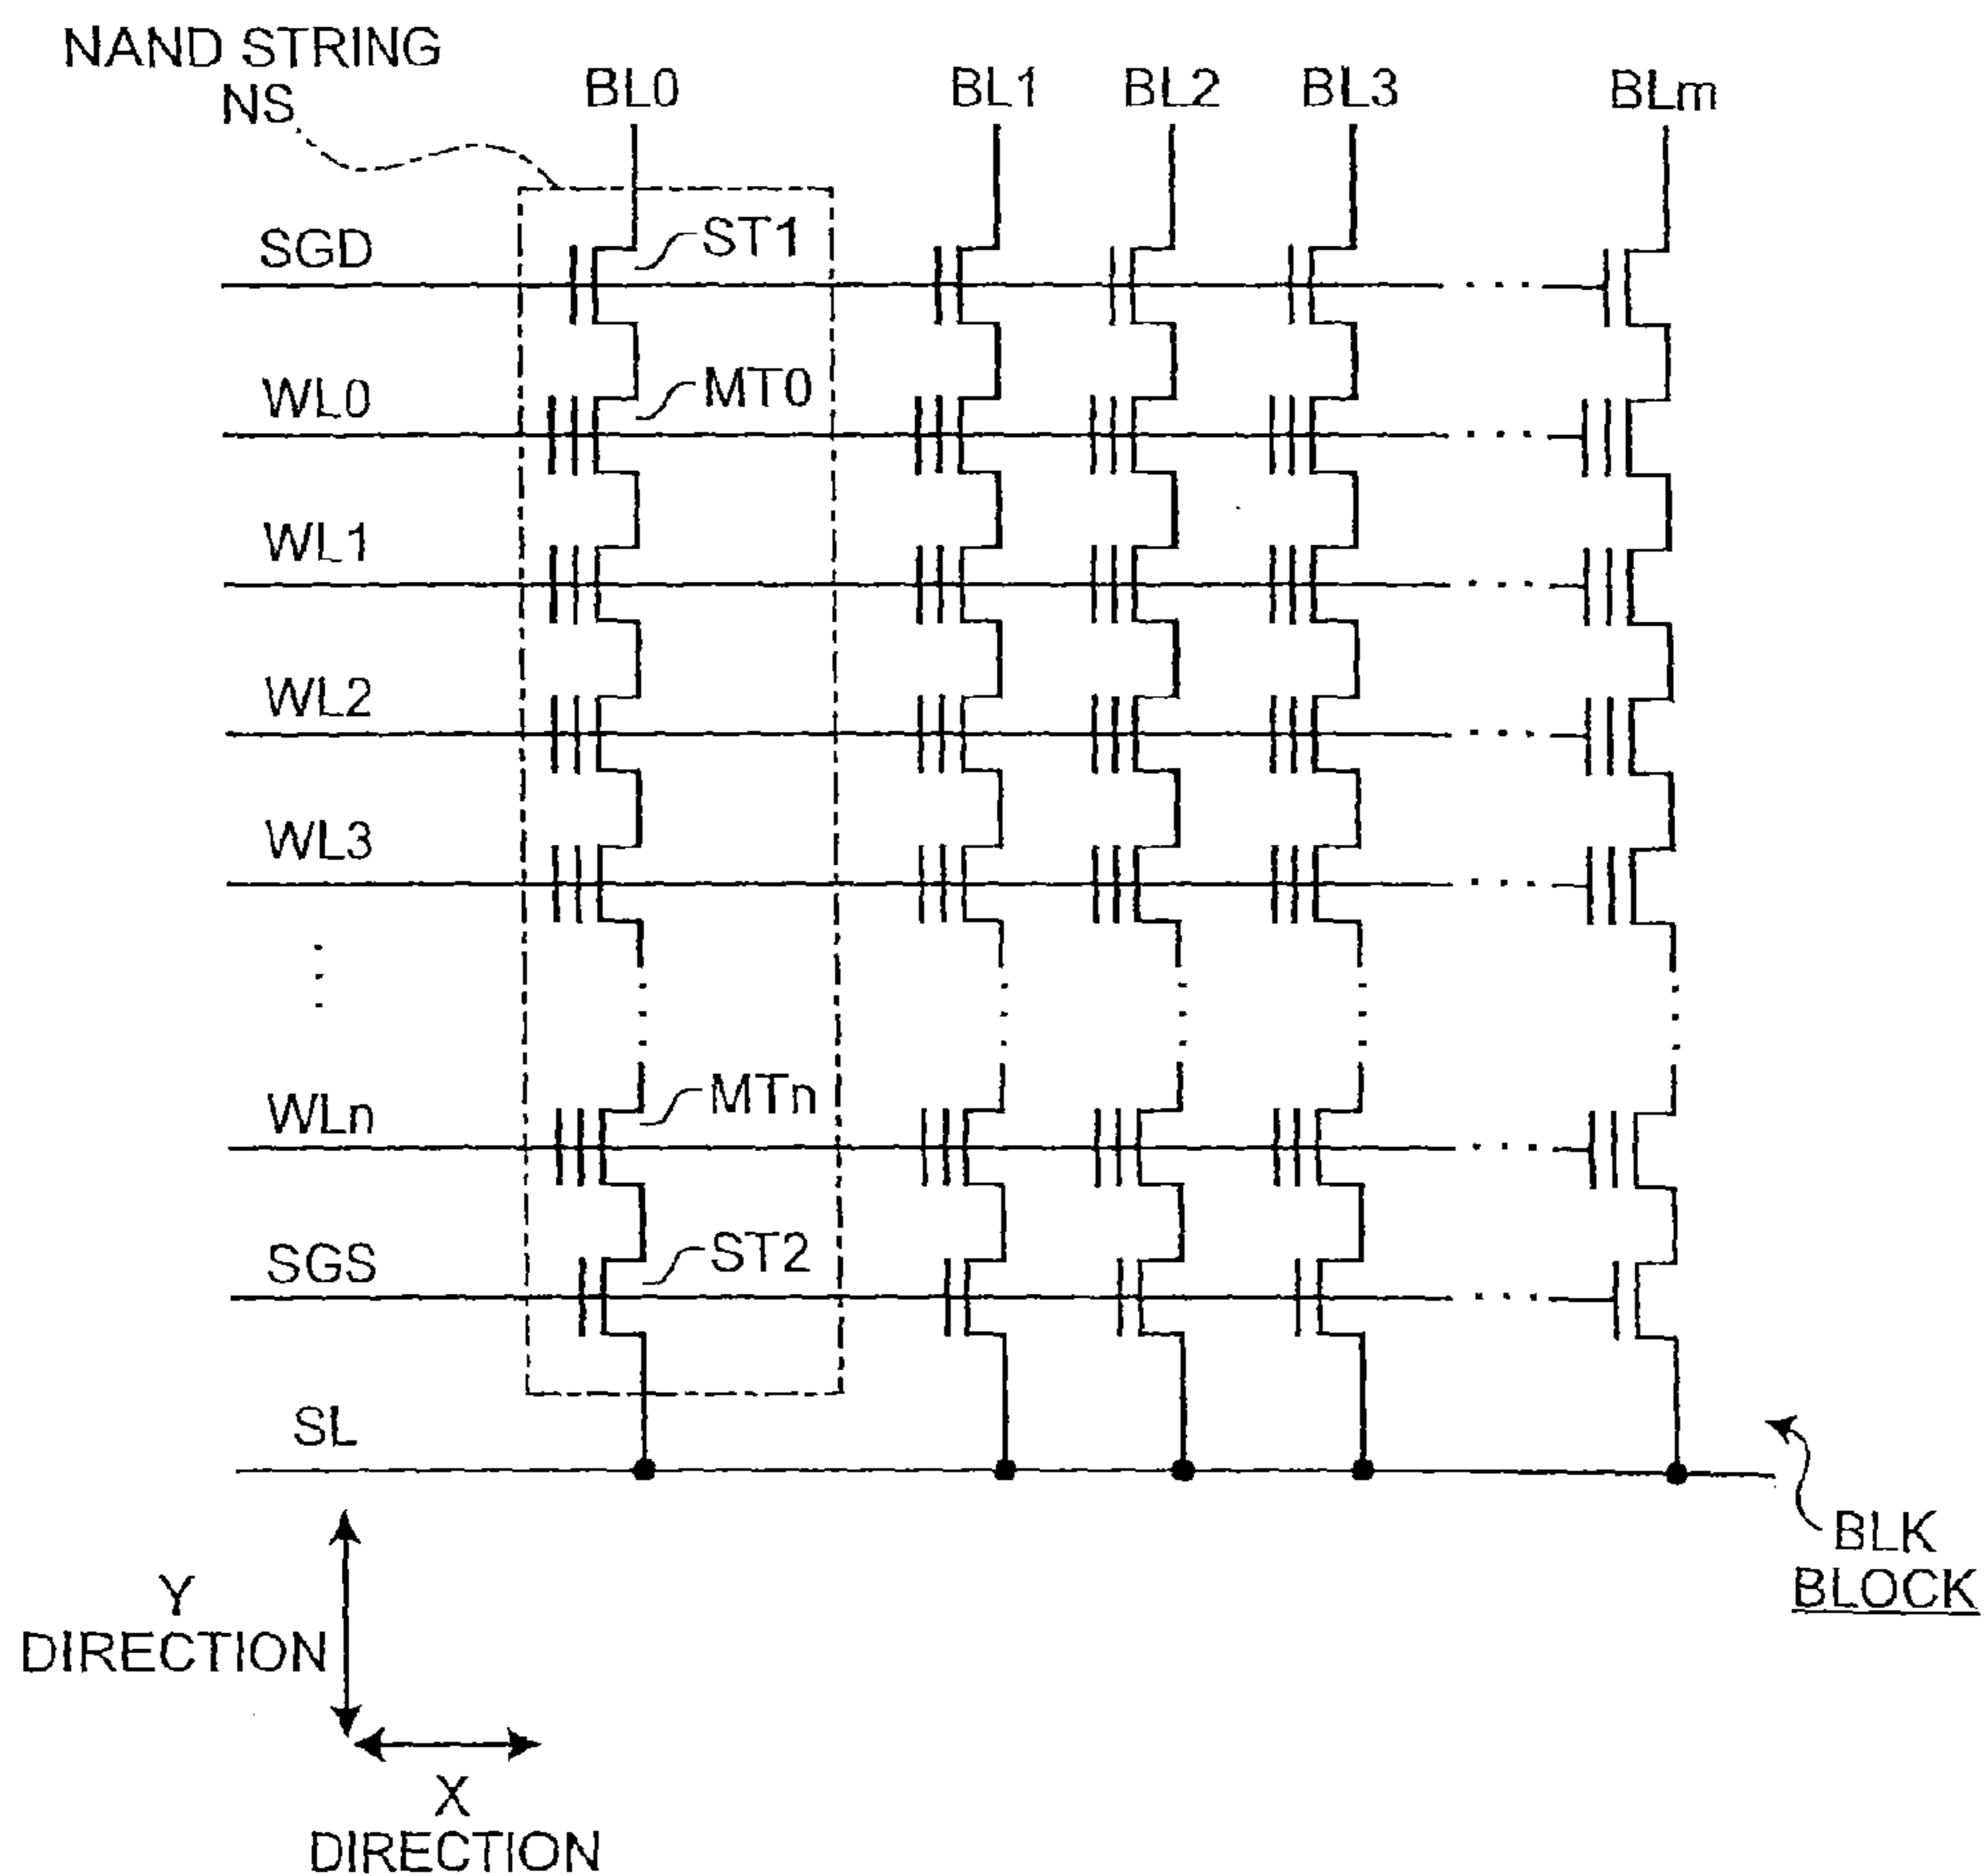 NAND STRING
NS
BL0
BL1
BL2
BL3
BLm
SGD
ST1
WL0
MT0
WL1
WL2
WL3
WLn
MTn
SGS
ST2
SL
BLK
BLOCK
Y
DIRECTION
X
DIRECTION